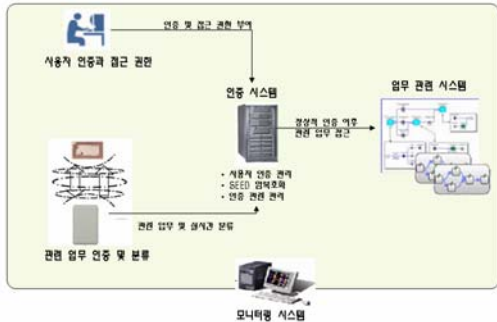 인증 및 접근 권한 부여
사용자 인증과 접근 권한
인증 시스템
업무 관련 시스템
정상적 인증 이후
관련 업무 접근
• 사용자 인증 관리
• SEED 암복호화
• 인증 관련 관리
관련 업무 및 실시간 분류
관련 업무 인증 및 분류
모니터링 시스템